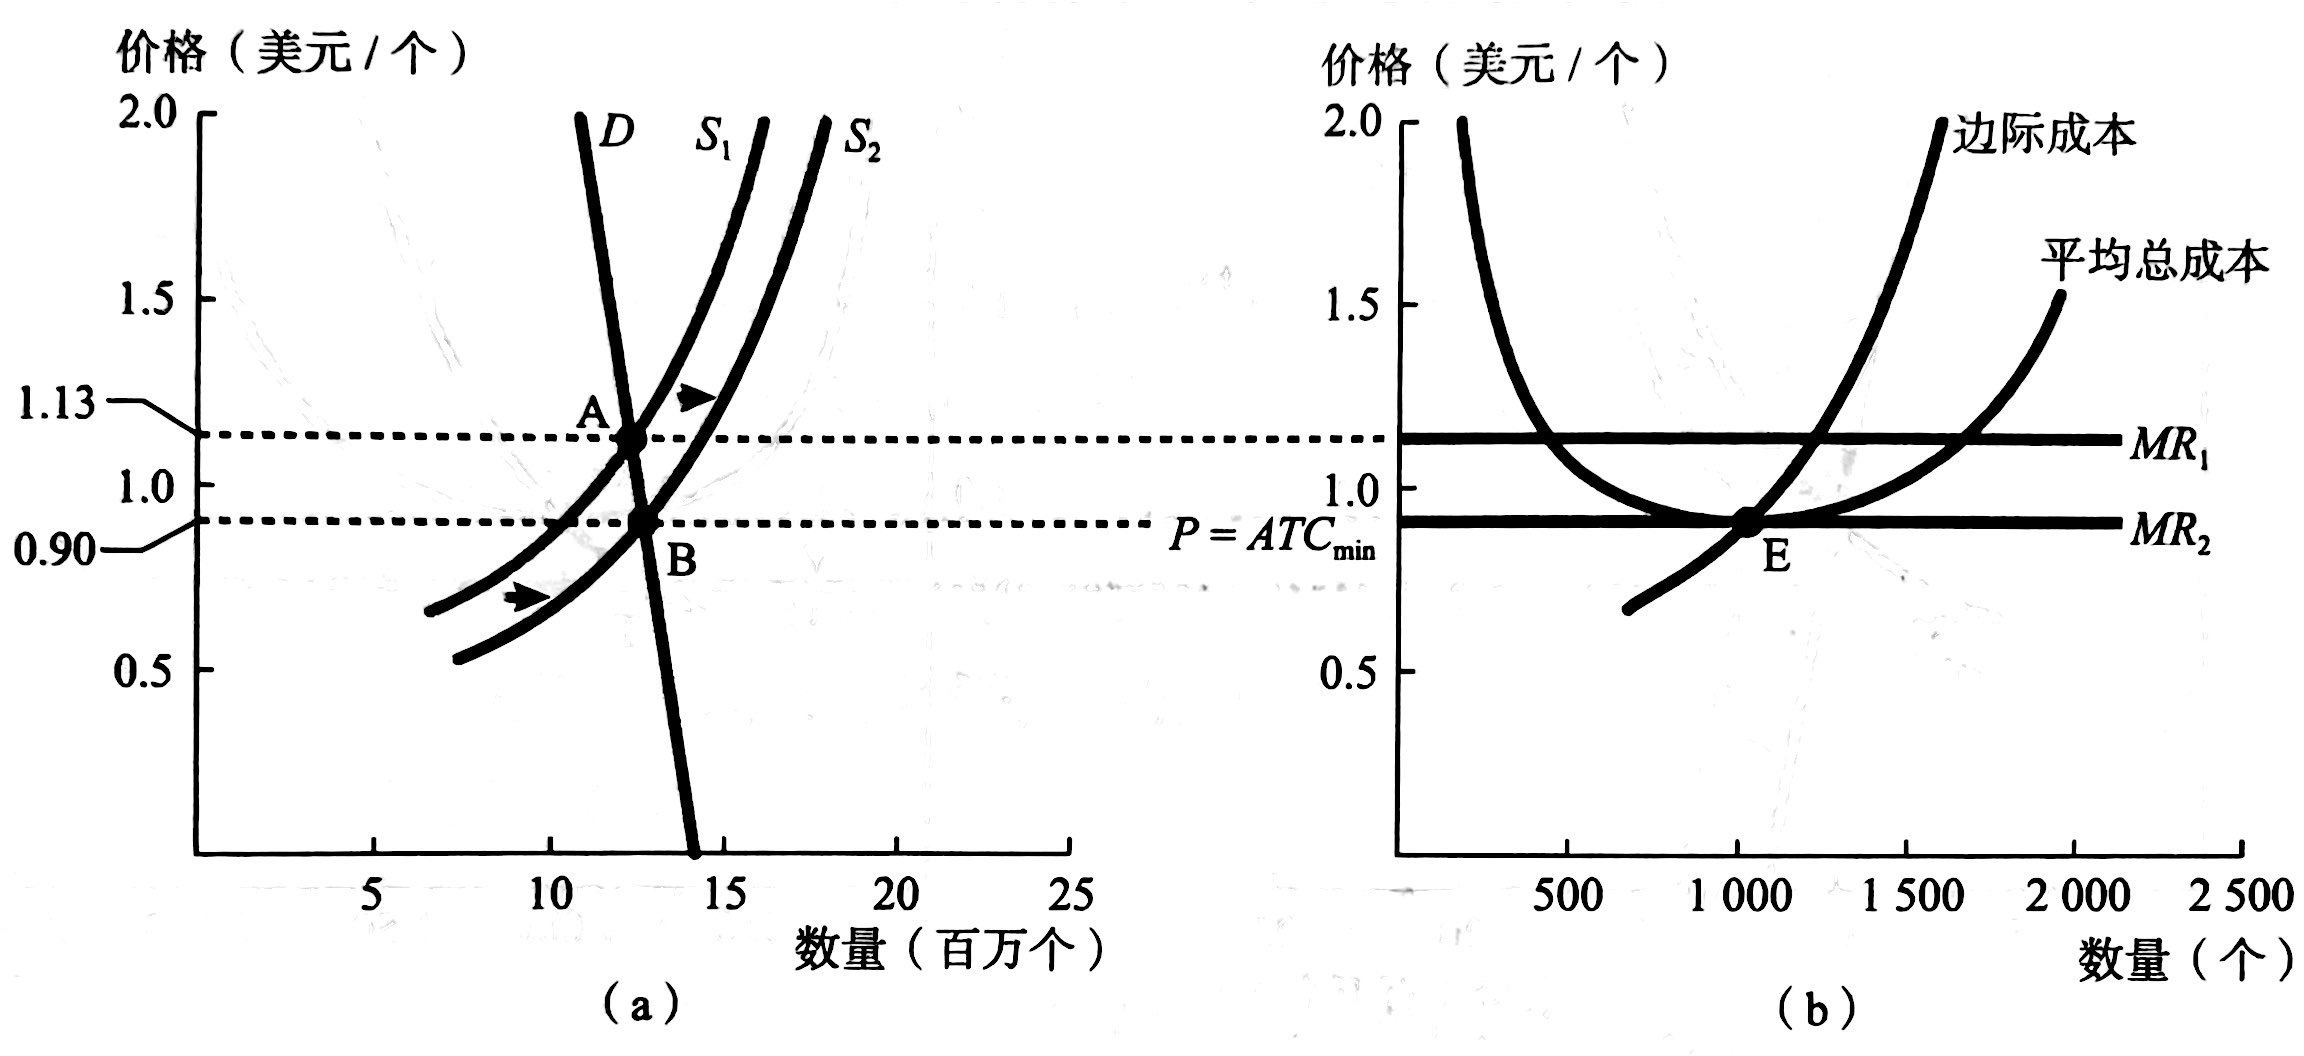 价格（美元 / 个）
2.0
D
S1
S2
1.5
1.13
A
1.0
0.90
B
0.5
5
10
15
20
25
数量（百万个）
（a）
价格（美元 / 个）
2.0
边际成本
平均总成本
1.5
MR1
1.0
P = ATCmin
MR2
E
0.5
500
1 000
1 500
2 000
2 500
数量（个）
（b）